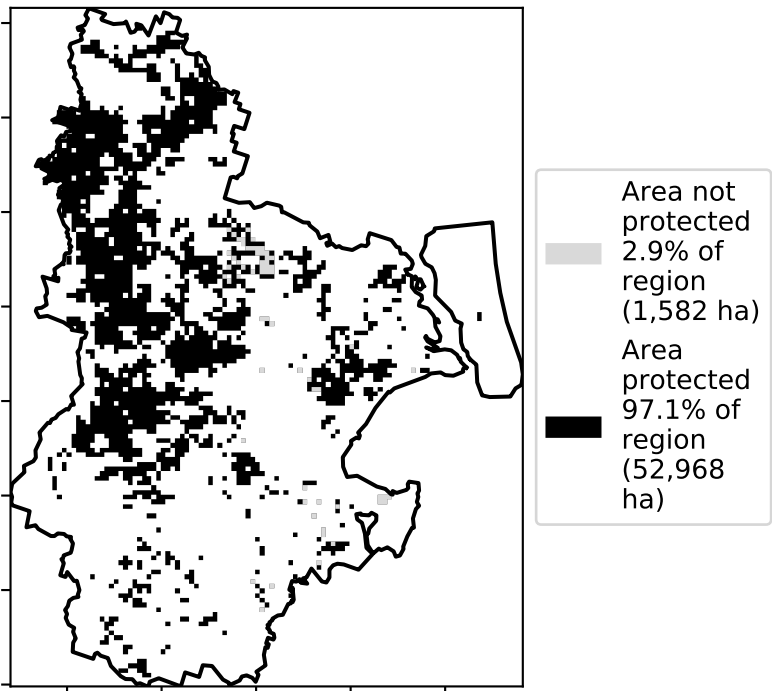 Area not
protected
2.9% of
region
(1,582 ha)
Area
protected
97.1% of
region
(52,968
ha)